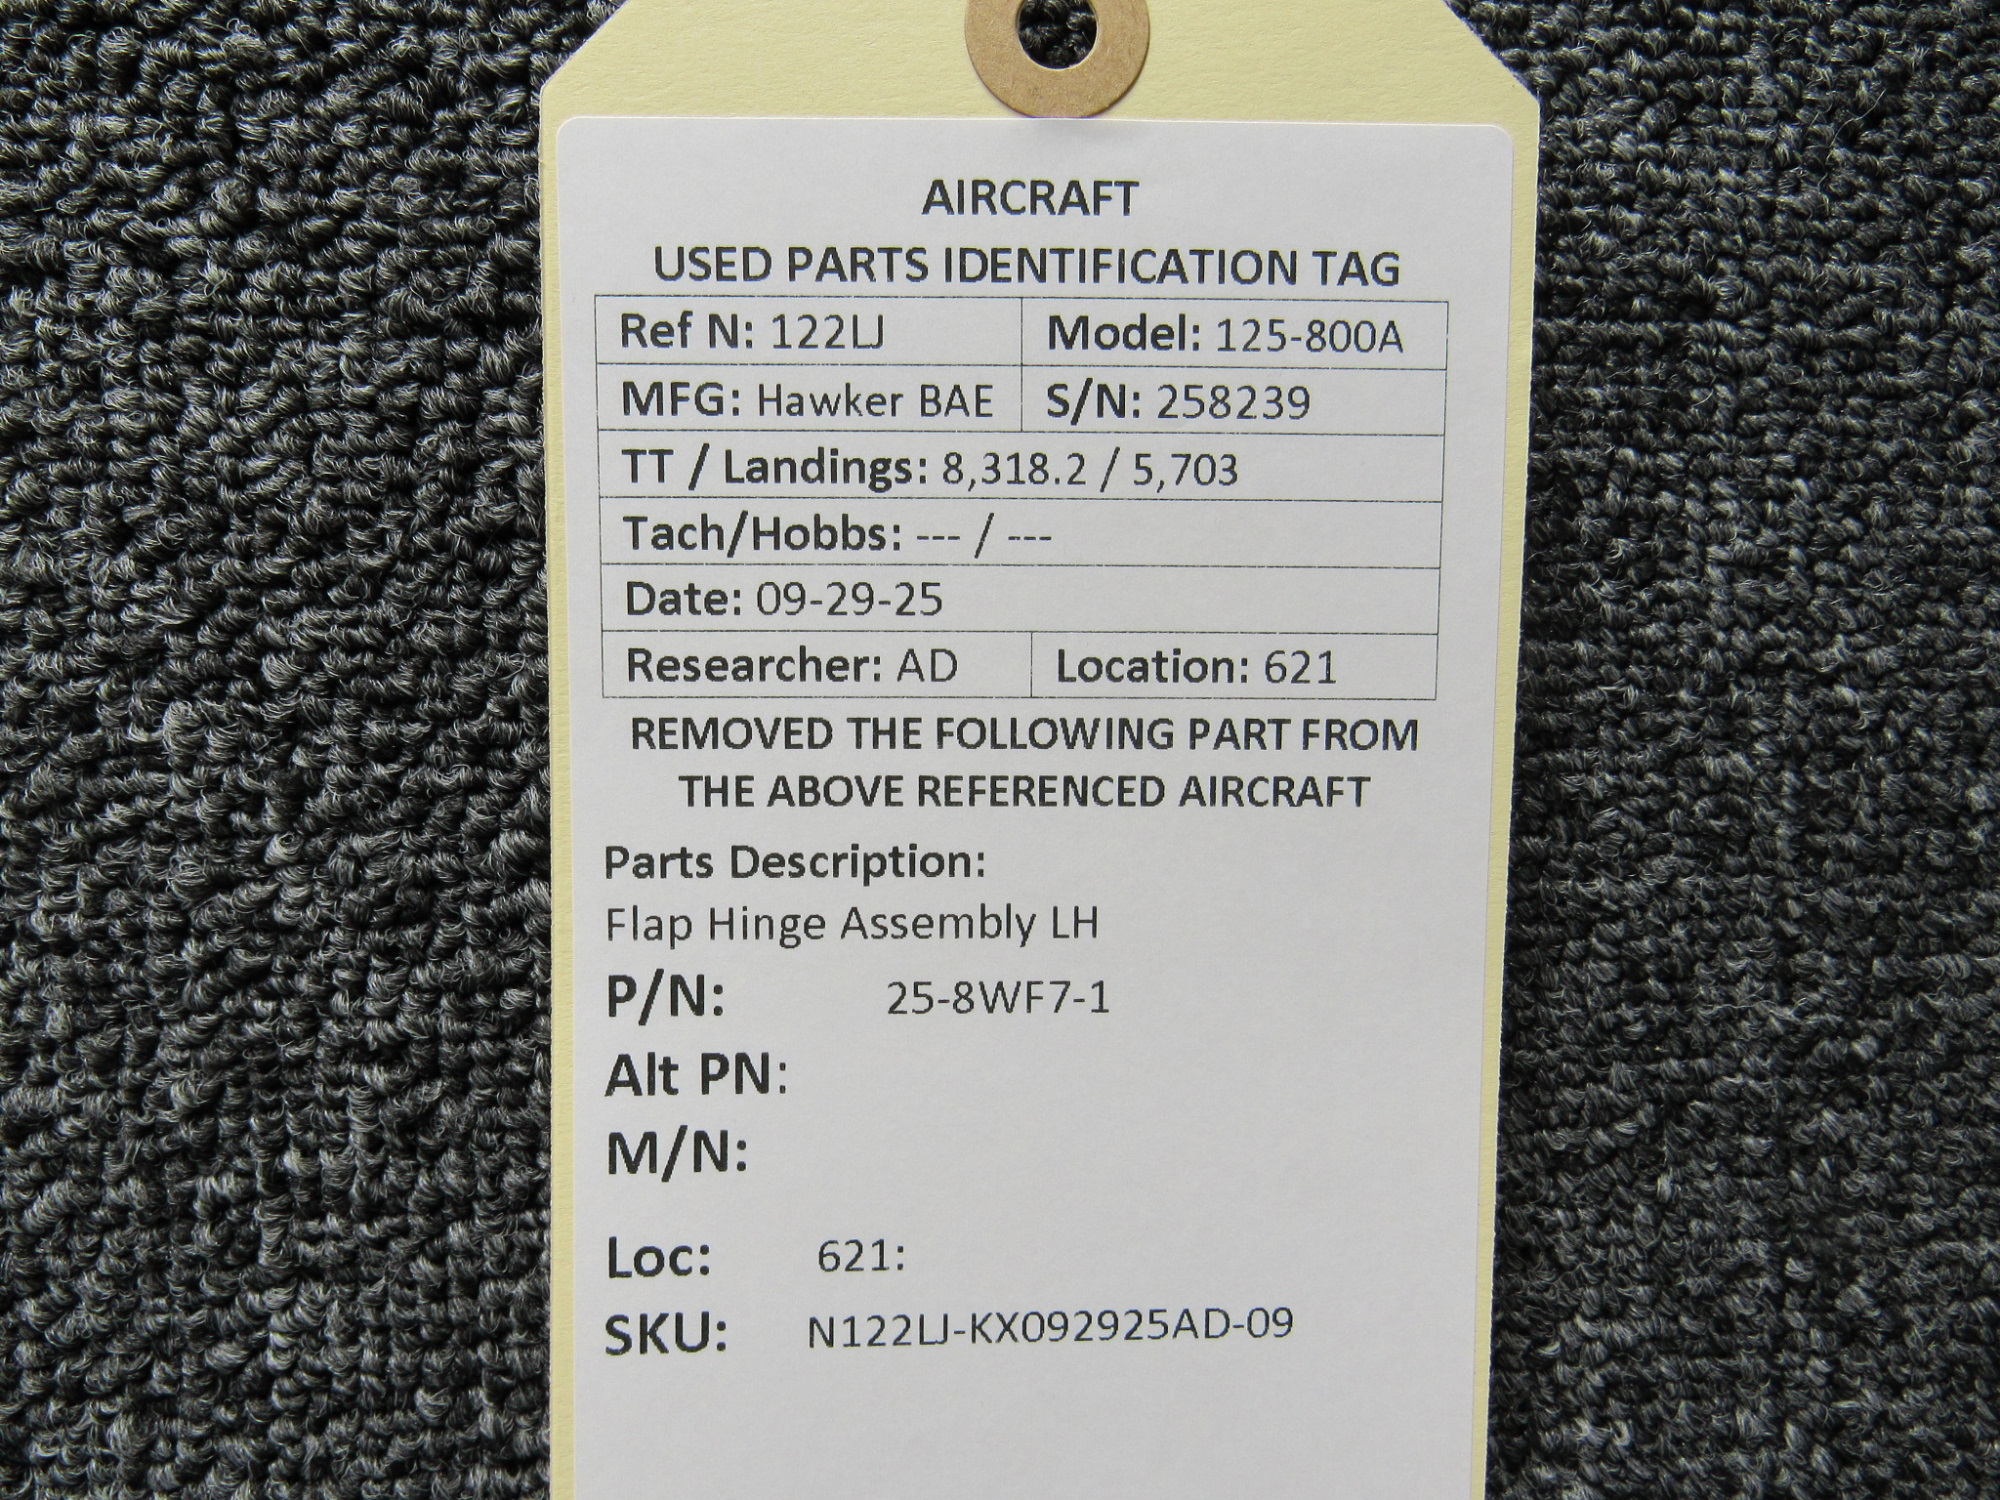 AIRCRAFT
USED PARTS IDENTIFICATION TAG
Ref N: 122LJ Model: 125-800A
MFG: Hawker BAE S/N: 258239
TT / Landings: 8,318.2 / 5,703
Tach/Hobbs: --- / ---
Date: 09-29-25
Researcher: AD Location: 621
REMOVED THE FOLLOWING PART FROM
THE ABOVE REFERENCED AIRCRAFT
Parts Description:
Flap Hinge Assembly LH
P/N: 25-8WF7-1
Alt PN:
M/N:
Loc: 621:
SKU: N122LJ-KX092925AD-09